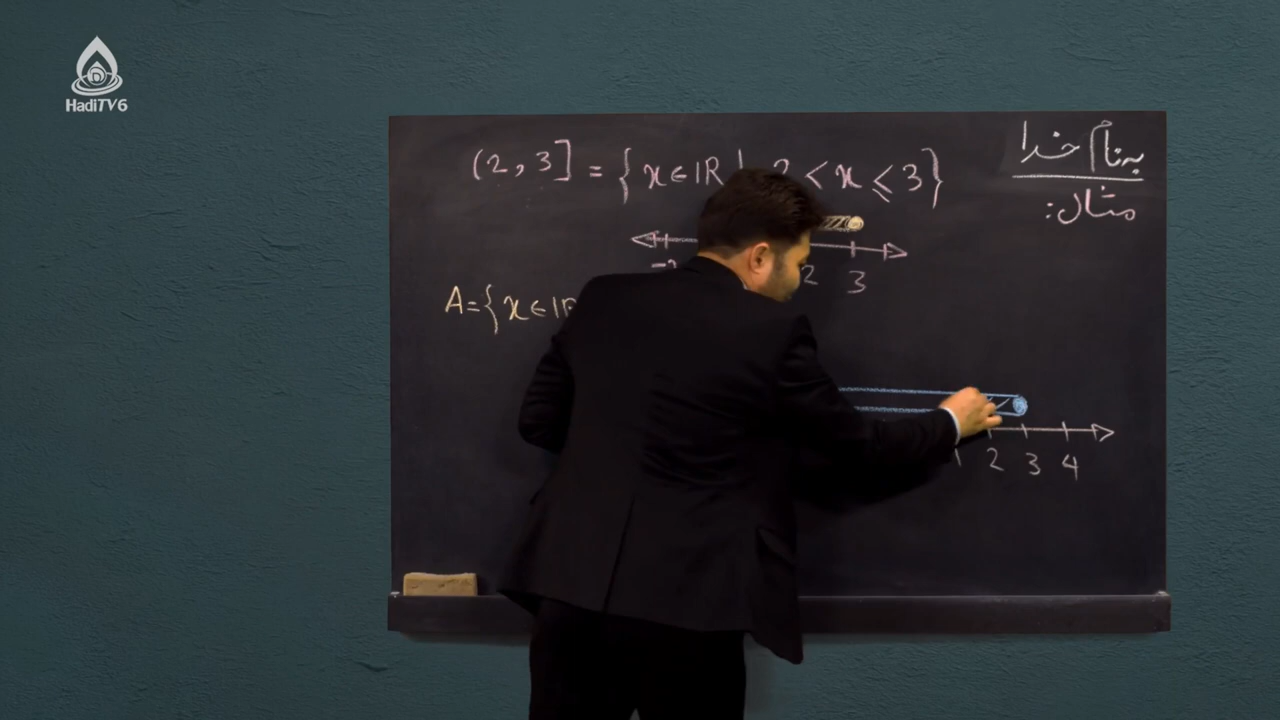 HadiTV6
به نام خدا
مثال:
(2, 3] = {x ∈ IR | 2 < x ≤ 3}
2 3
A = {x ∈ IR
2 3 4